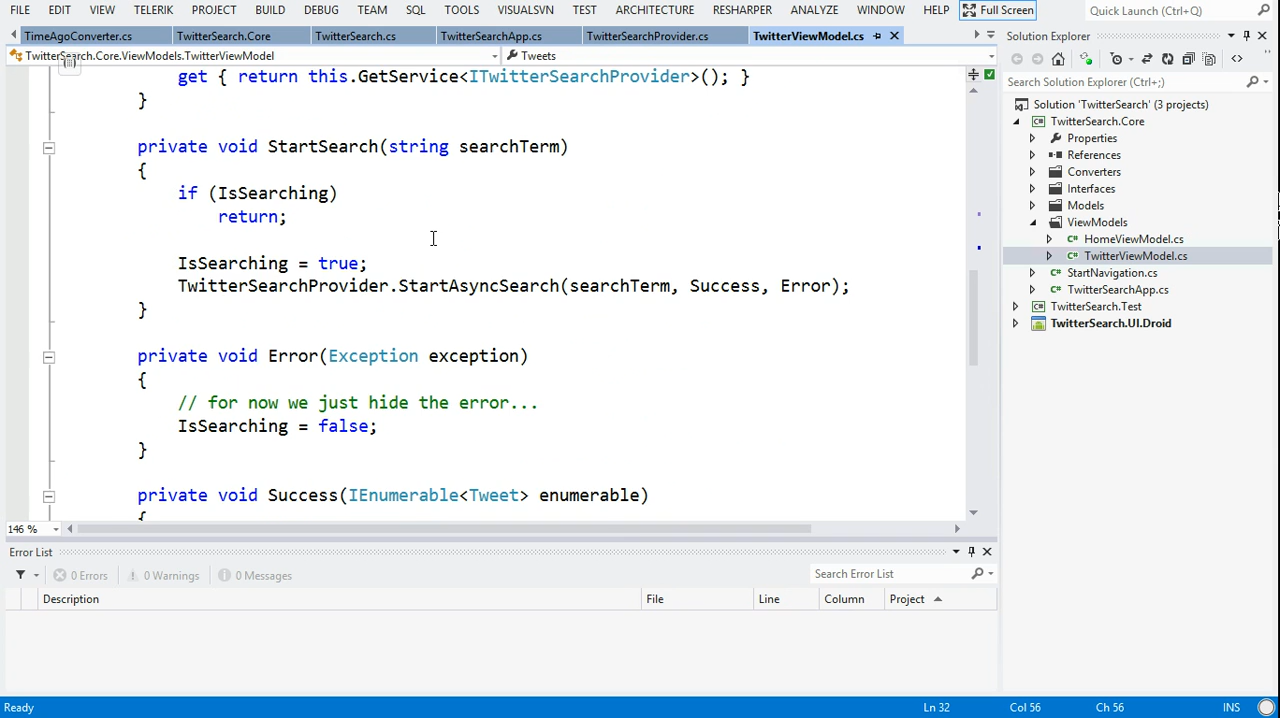 FILE EDIT VIEW TELERIK PROJECT BUILD DEBUG TEAM SQL TOOLS VISUALSVN TEST ARCHITECTURE RESHARPER ANALYZE WINDOW HELP Full Screen Quick Launch (Ctrl+Q)
TimeAgoConverter.cs TwitterSearch.Core TwitterSearch.cs TwitterSearchApp.cs TwitterSearchProvider.cs TwitterViewModel.cs
TwitterSearch.Core.ViewModels.TwitterViewModel Tweets
get { return this.GetService<ITwitterSearchProvider>(); }
}
private void StartSearch(string searchTerm)
{
if (IsSearching)
return;
IsSearching = true;
TwitterSearchProvider.StartAsyncSearch(searchTerm, Success, Error);
}
private void Error(Exception exception)
{
// for now we just hide the error...
IsSearching = false;
}
private void Success(IEnumerable<Tweet> enumerable)
{
146 %
Solution Explorer
Search Solution Explorer (Ctrl+;)
Solution 'TwitterSearch' (3 projects)
TwitterSearch.Core
Properties
References
Converters
Interfaces
Models
ViewModels
HomeViewModel.cs
TwitterViewModel.cs
StartNavigation.cs
TwitterSearchApp.cs
TwitterSearch.Test
TwitterSearch.UI.Droid
Error List
0 Errors 0 Warnings 0 Messages Search Error List
Description File Line Column Project
Ready Ln 32 Col 56 Ch 56 INS